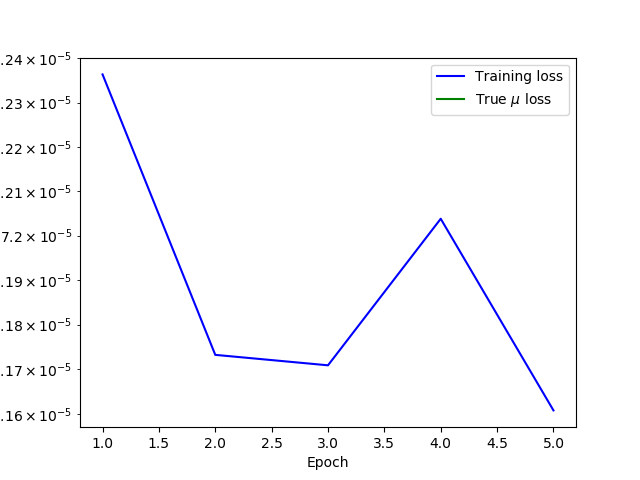 .24 × 10⁻⁵
.23 × 10⁻⁵
.22 × 10⁻⁵
.21 × 10⁻⁵
7.2 × 10⁻⁵
.19 × 10⁻⁵
.18 × 10⁻⁵
.17 × 10⁻⁵
.16 × 10⁻⁵
Training loss
True μ loss
1.0 1.5 2.0 2.5 3.0 3.5 4.0 4.5 5.0
Epoch